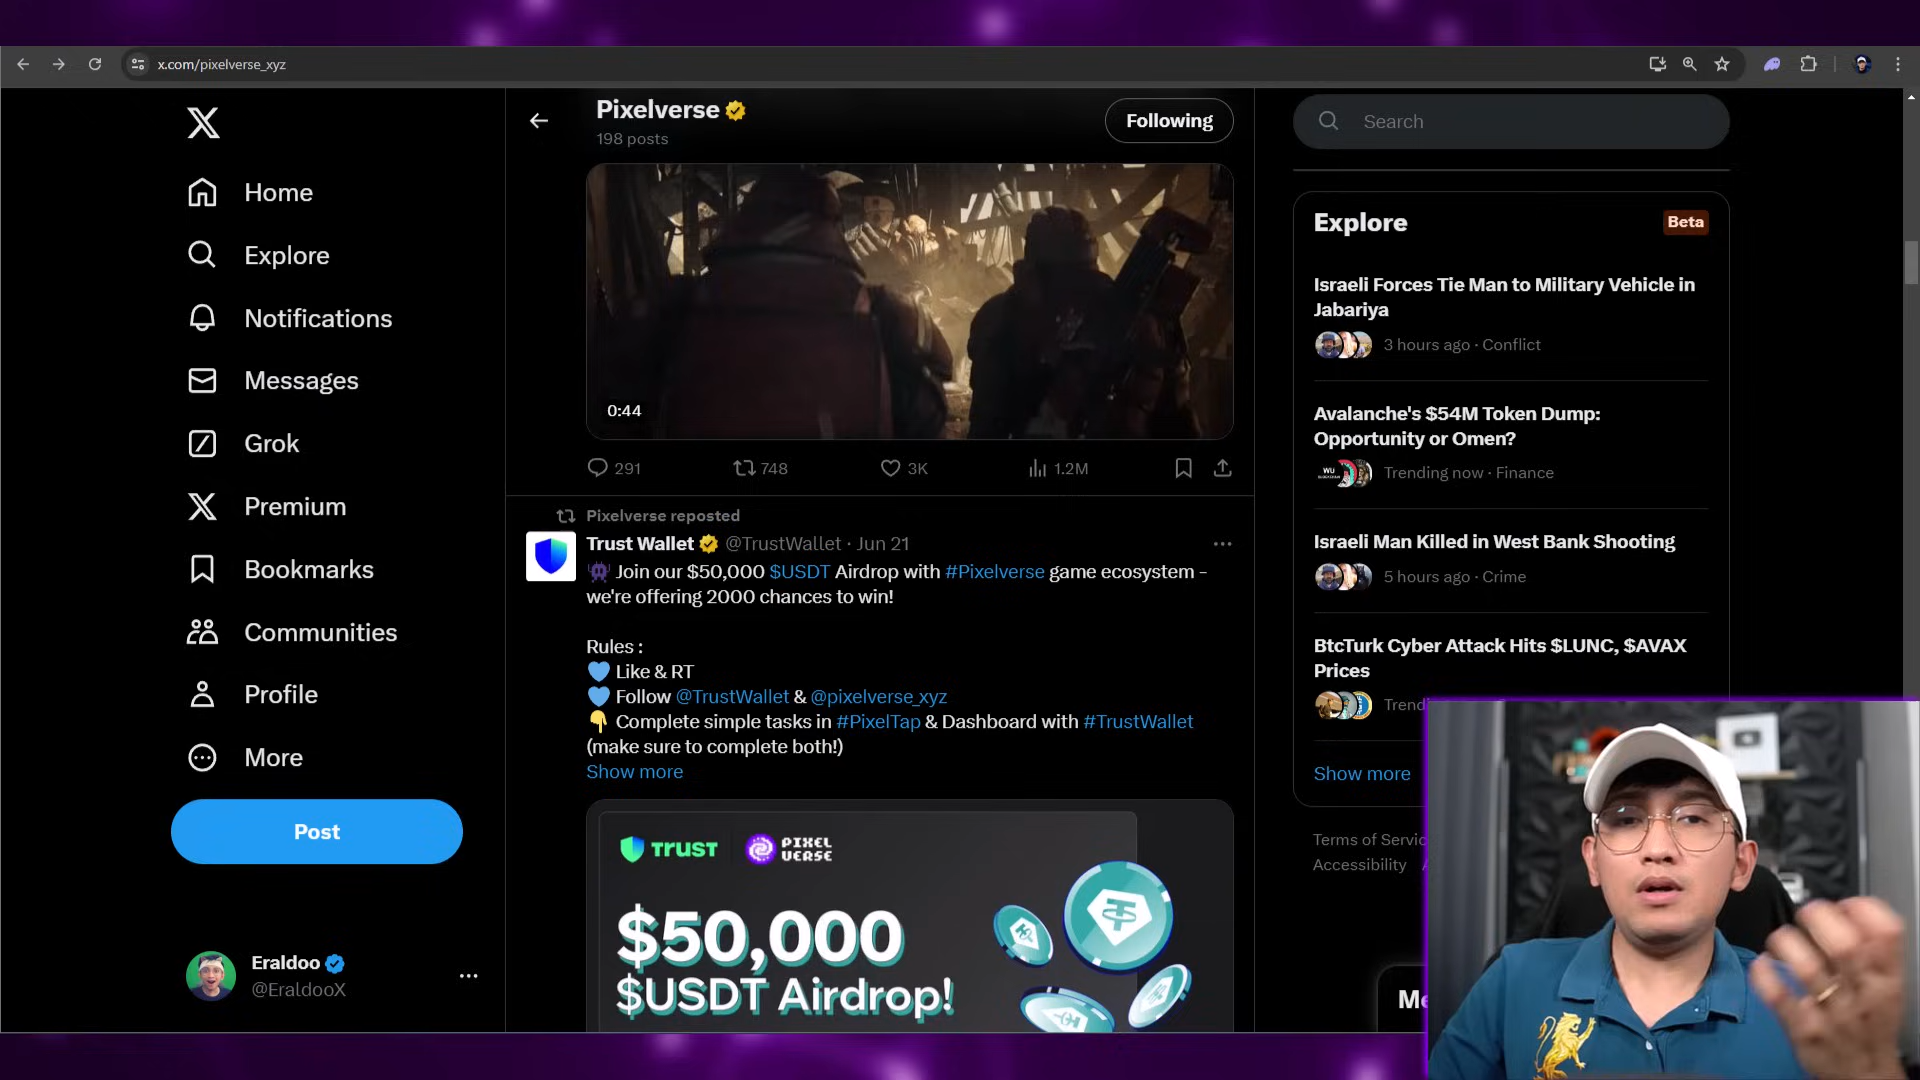 x.com/pixelverse_xyz
Home
Explore
Notifications
Messages
Grok
Premium
Bookmarks
Communities
Profile
More
Post
Eraldoo
@EraldooX
Pixelverse
198 posts
Following
0:44
291
748
3K
1.2M
Pixelverse reposted
Trust Wallet @TrustWallet · Jun 21
👾 Join our $50,000 $USDT Airdrop with #Pixelverse game ecosystem -
we're offering 2000 chances to win!
Rules :
💙 Like & RT
💙 Follow @TrustWallet & @pixelverse_xyz
👇 Complete simple tasks in #PixelTap & Dashboard with #TrustWallet
(make sure to complete both!)
Show more
TRUST
PIXEL
VERSE
$50,000
$USDT Airdrop!
Search
Explore
Beta
Israeli Forces Tie Man to Military Vehicle in
Jabariya
3 hours ago · Conflict
Avalanche's $54M Token Dump:
Opportunity or Omen?
WU
Trending now · Finance
Israeli Man Killed in West Bank Shooting
5 hours ago · Crime
BtcTurk Cyber Attack Hits $LUNC, $AVAX
Prices
Trend
Show more
Terms of Servic
Accessibility
Me